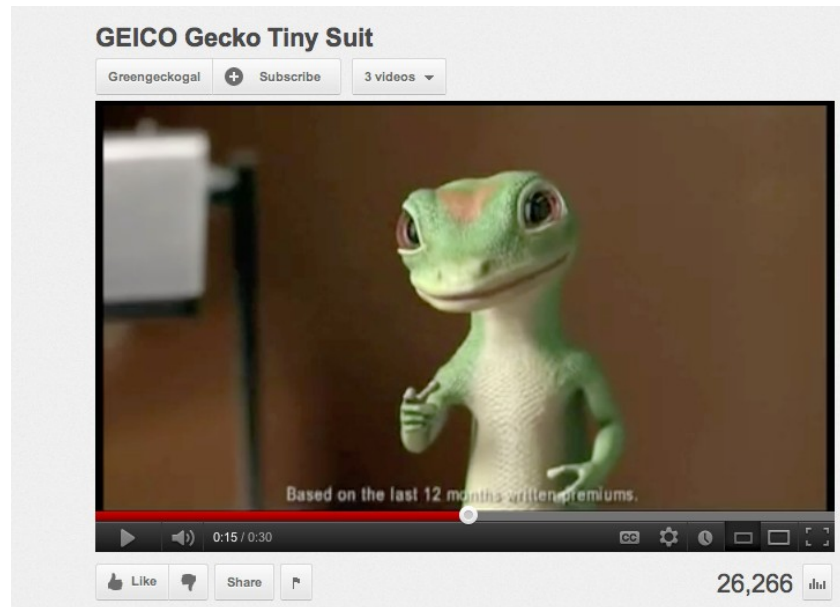 GEICO Gecko Tiny Suit
Greengeckogal Subscribe 3 videos
Based on the last 12 months written premiums.
0:15 / 0:30 CC
Like Share 26,266